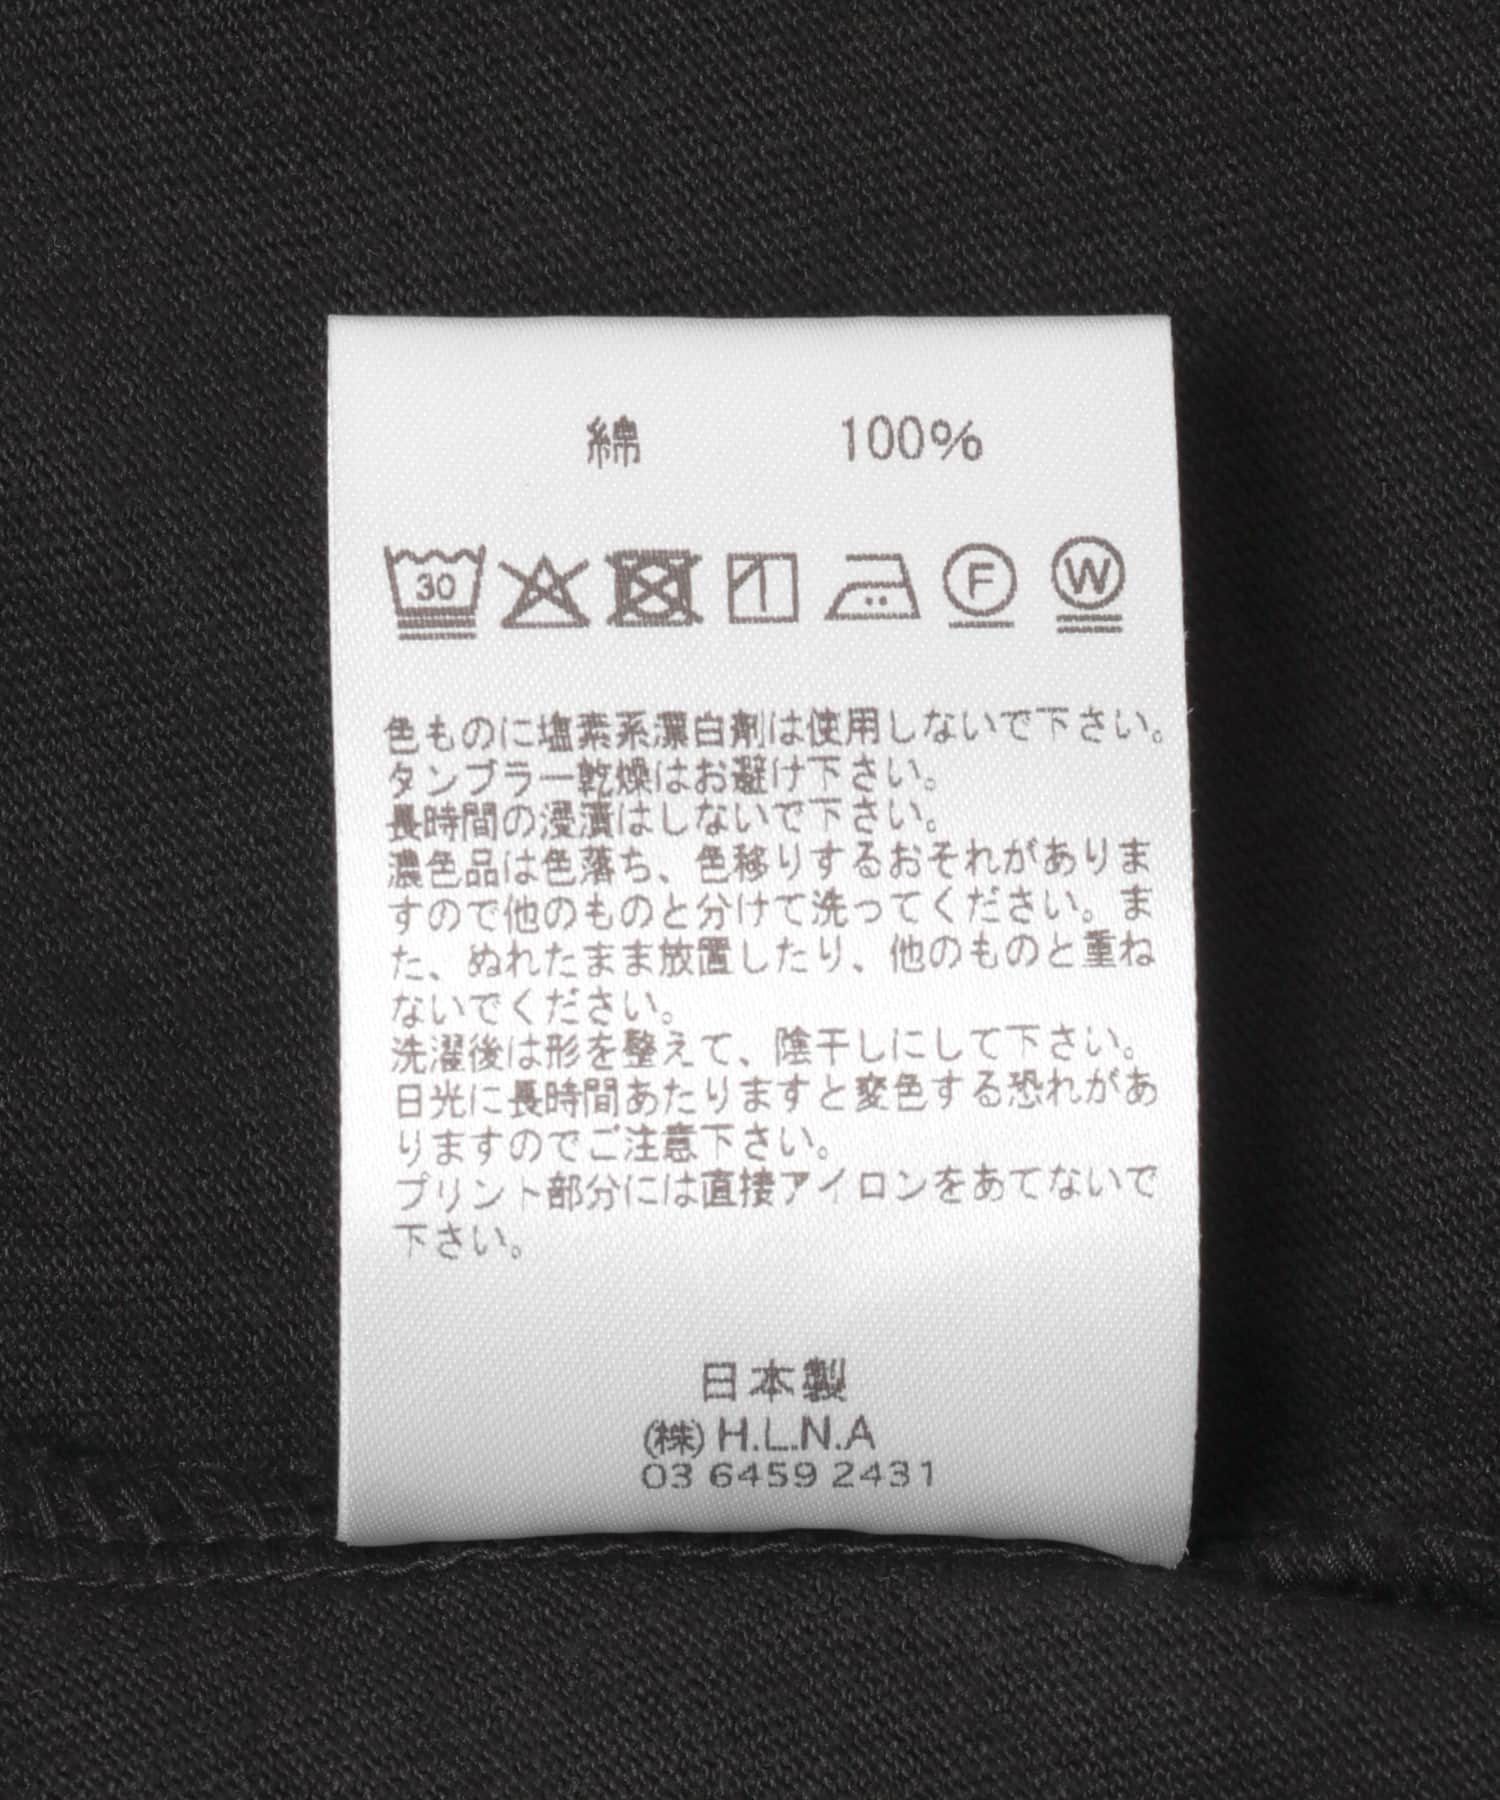 綿 100%
30 F W
色ものに塩素系漂白剤は使用しないで下さい。
タンブラー乾燥はお避け下さい。
長時間の浸漬はしないで下さい。
濃色品は色落ち、色移りするおそれがありま
すので他のものと分けて洗ってください。ま
た、ぬれたまま放置したり、他のものと重ね
ないでください。
洗濯後は形を整えて、陰干しにして下さい。
日光に長時間あたりますと変色する恐れがあ
りますのでご注意下さい。
プリント部分には直接アイロンをあてないで
下さい。
日本製
(株) H.L.N.A
03 6459 2431